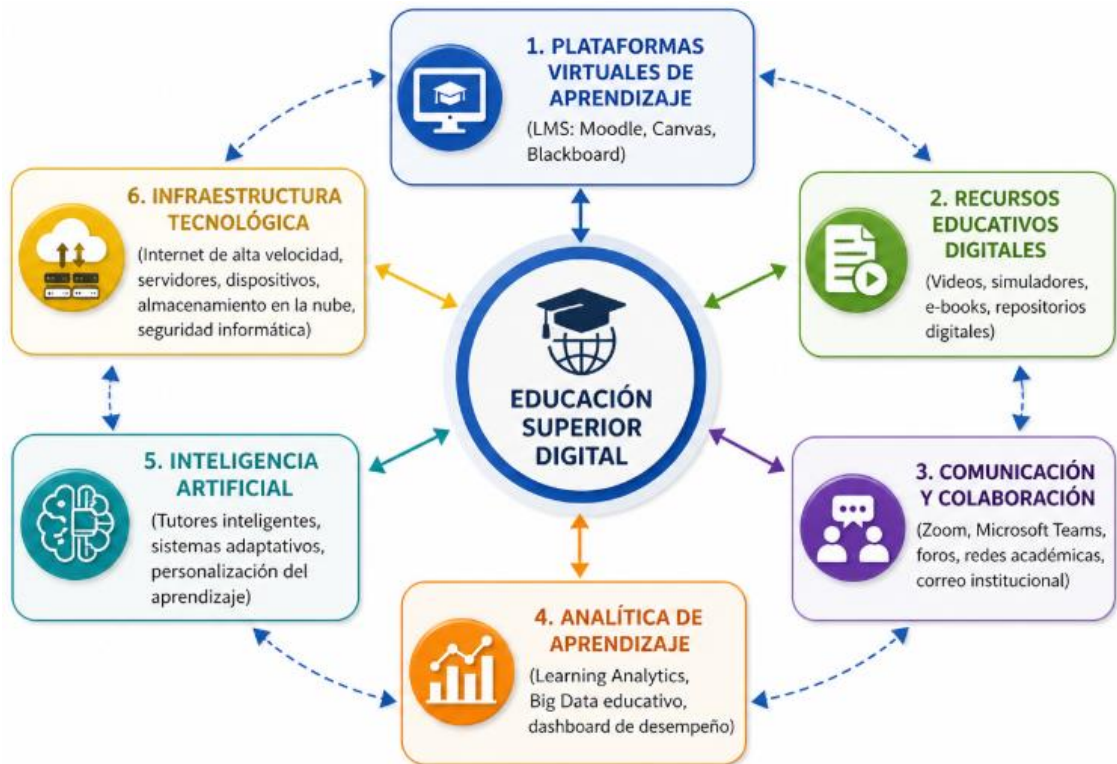 1. PLATAFORMAS
VIRTUALES DE
APRENDIZAJE
(LMS: Moodle, Canvas,
Blackboard)
2. RECURSOS
EDUCATIVOS
DIGITALES
(Videos, simuladores,
e-books, repositorios
digitales)
3. COMUNICACIÓN
Y COLABORACIÓN
(Zoom, Microsoft Teams,
foros, redes académicas,
correo institucional)
4. ANALÍTICA DE
APRENDIZAJE
(Learning Analytics,
Big Data educativo,
dashboard de desempeño)
5. INTELIGENCIA
ARTIFICIAL
(Tutores inteligentes,
sistemas adaptativos,
personalización del
aprendizaje)
6. INFRAESTRUCTURA
TECNOLÓGICA
(Internet de alta velocidad,
servidores, dispositivos,
almacenamiento en la nube,
seguridad informática)
EDUCACIÓN
SUPERIOR
DIGITAL